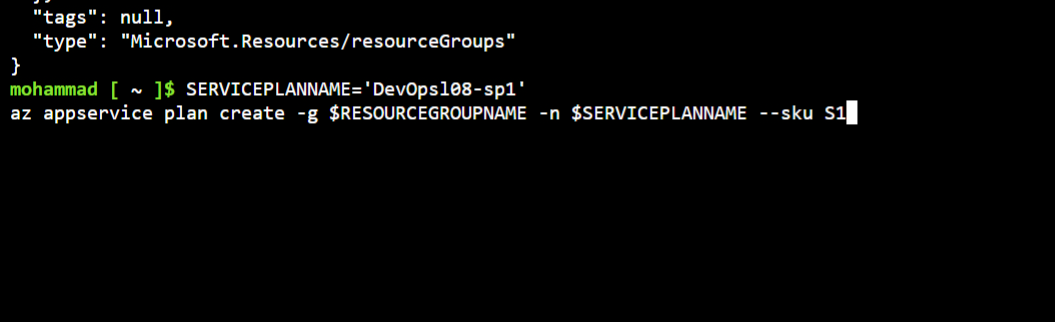 "tags": null,
"type": "Microsoft.Resources/resourceGroups"
}
mohammad [ ~ ]$ SERVICEPLANNAME='DevOpsl08-sp1'
az appservice plan create -g $RESOURCEGROUPNAME -n $SERVICEPLANNAME --sku S1